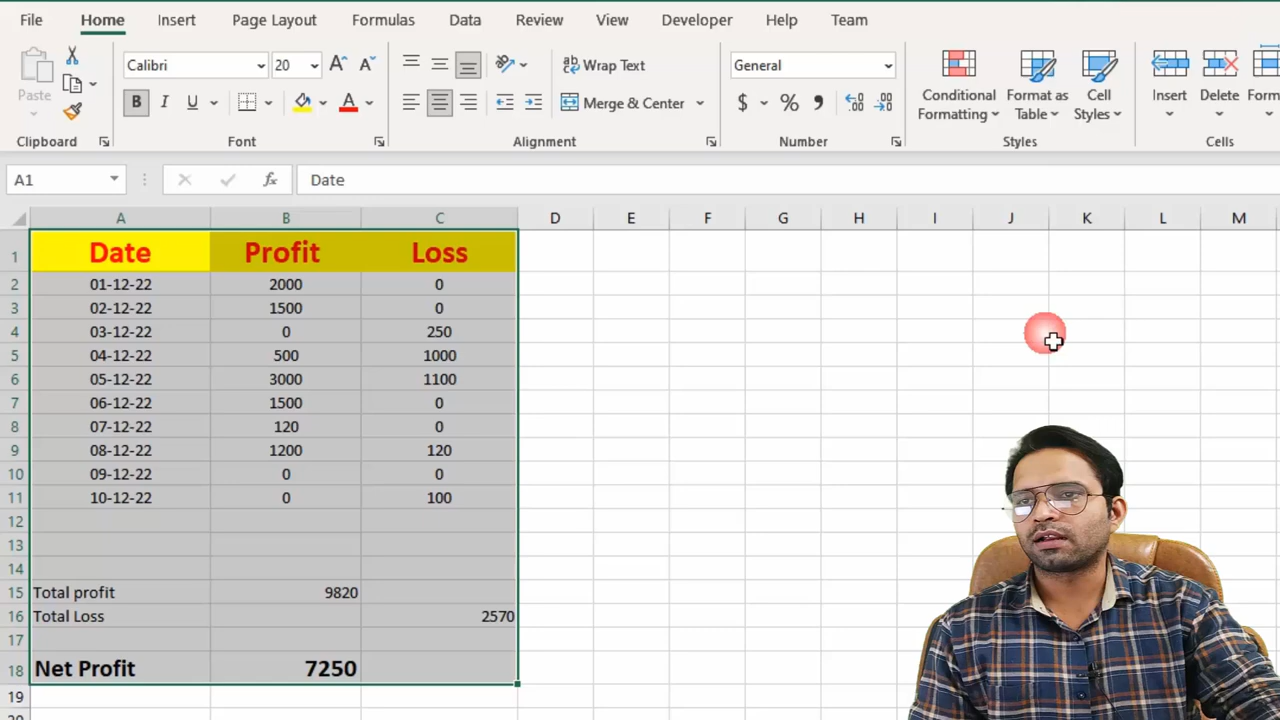 File Home Insert Page Layout Formulas Data Review View Developer Help Team
Calibri 20 A^ A˅ ab Wrap Text General
Paste B I U A Merge & Center $ % , Conditional Formatting Format as Table Cell Styles Insert Delete
Clipboard Font Alignment Number Styles Cells
A1 fx Date
A B C D E F G H I J K L M
1 Date Profit Loss
2 01-12-22 2000 0
3 02-12-22 1500 0
4 03-12-22 0 250
5 04-12-22 500 1000
6 05-12-22 3000 1100
7 06-12-22 1500 0
8 07-12-22 120 0
9 08-12-22 1200 120
10 09-12-22 0 0
11 10-12-22 0 100
12
13
14
15 Total profit 9820
16 Total Loss 2570
17
18 Net Profit 7250
19